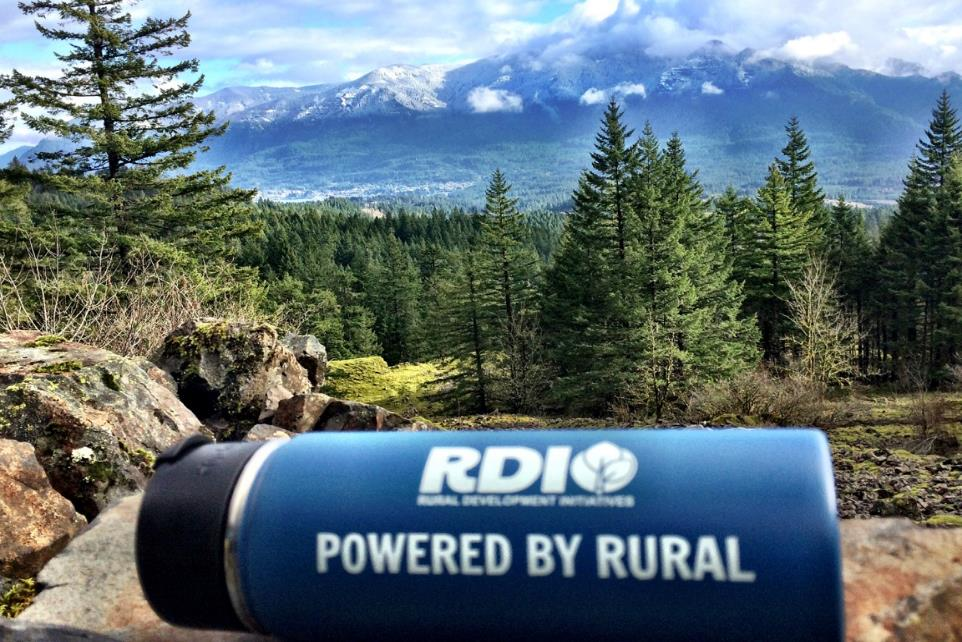 RDI
RURAL DEVELOPMENT INITIATIVES
POWERED BY RURAL